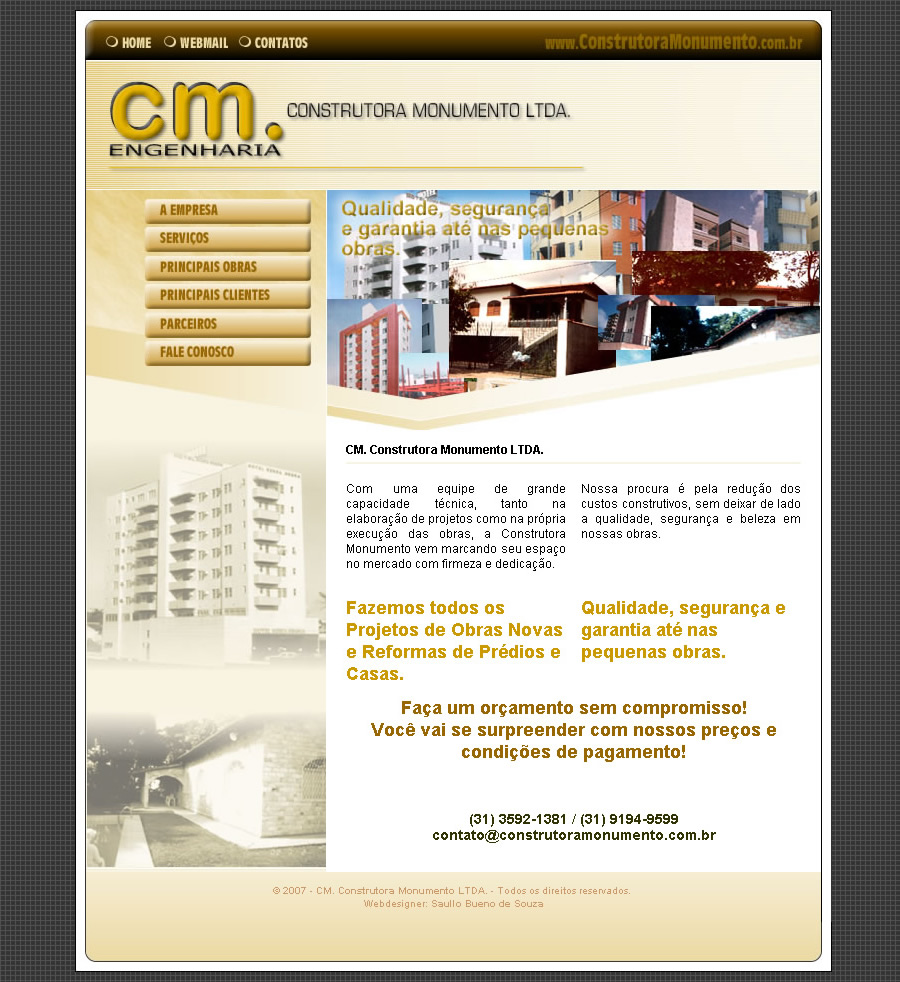 HOME WEBMAIL CONTATOS
www.ConstrutoraMonumento.com.br
cm.
ENGENHARIA
CONSTRUTORA MONUMENTO LTDA.
A EMPRESA
SERVIÇOS
PRINCIPAIS OBRAS
PRINCIPAIS CLIENTES
PARCEIROS
FALE CONOSCO
Qualidade, segurança
e garantia até nas pequenas
obras.
CM. Construtora Monumento LTDA.
Com uma equipe de grande
capacidade técnica, tanto na
elaboração de projetos como na própria
execução das obras, a Construtora
Monumento vem marcando seu espaço
no mercado com firmeza e dedicação.
Nossa procura é pela redução dos
custos construtivos, sem deixar de lado
a qualidade, segurança e beleza em
nossas obras.
Fazemos todos os
Projetos de Obras Novas
e Reformas de Prédios e
Casas.
Qualidade, segurança e
garantia até nas
pequenas obras.
Faça um orçamento sem compromisso!
Você vai se surpreender com nossos preços e
condições de pagamento!
(31) 3592-1381 / (31) 9194-9599
contato@construtoramonumento.com.br
© 2007 - CM. Construtora Monumento LTDA. - Todos os direitos reservados.
Webdesigner: Saullo Bueno de Souza